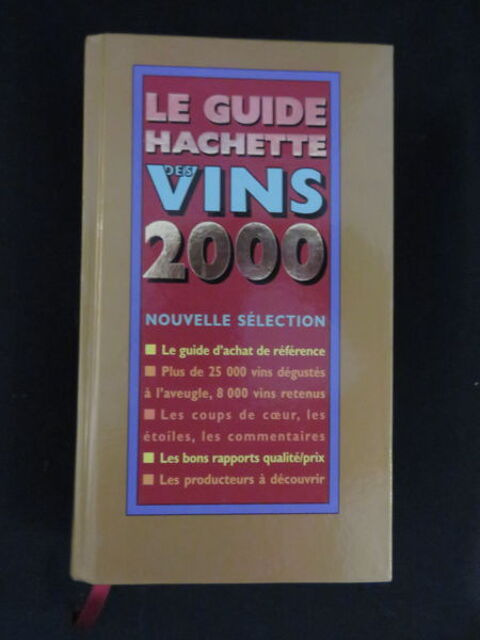 LE GUIDE
HACHETTE
DES
VINS
2000
NOUVELLE SÉLECTION
Le guide d'achat de référence
Plus de 25 000 vins dégustés
à l'aveugle, 8 000 vins retenus
Les coups de cœur, les
étoiles, les commentaires
Les bons rapports qualité/prix
Les producteurs à découvrir